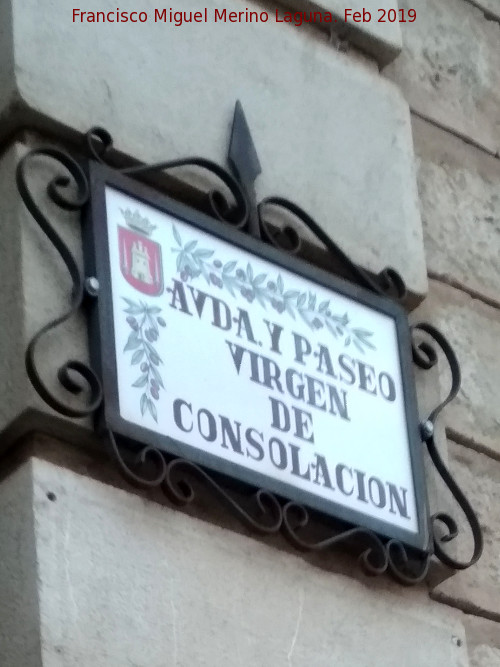 Francisco Miguel Merino Laguna. Feb 2019
AVDA. Y PASEO
VIRGEN
DE
CONSOLACION